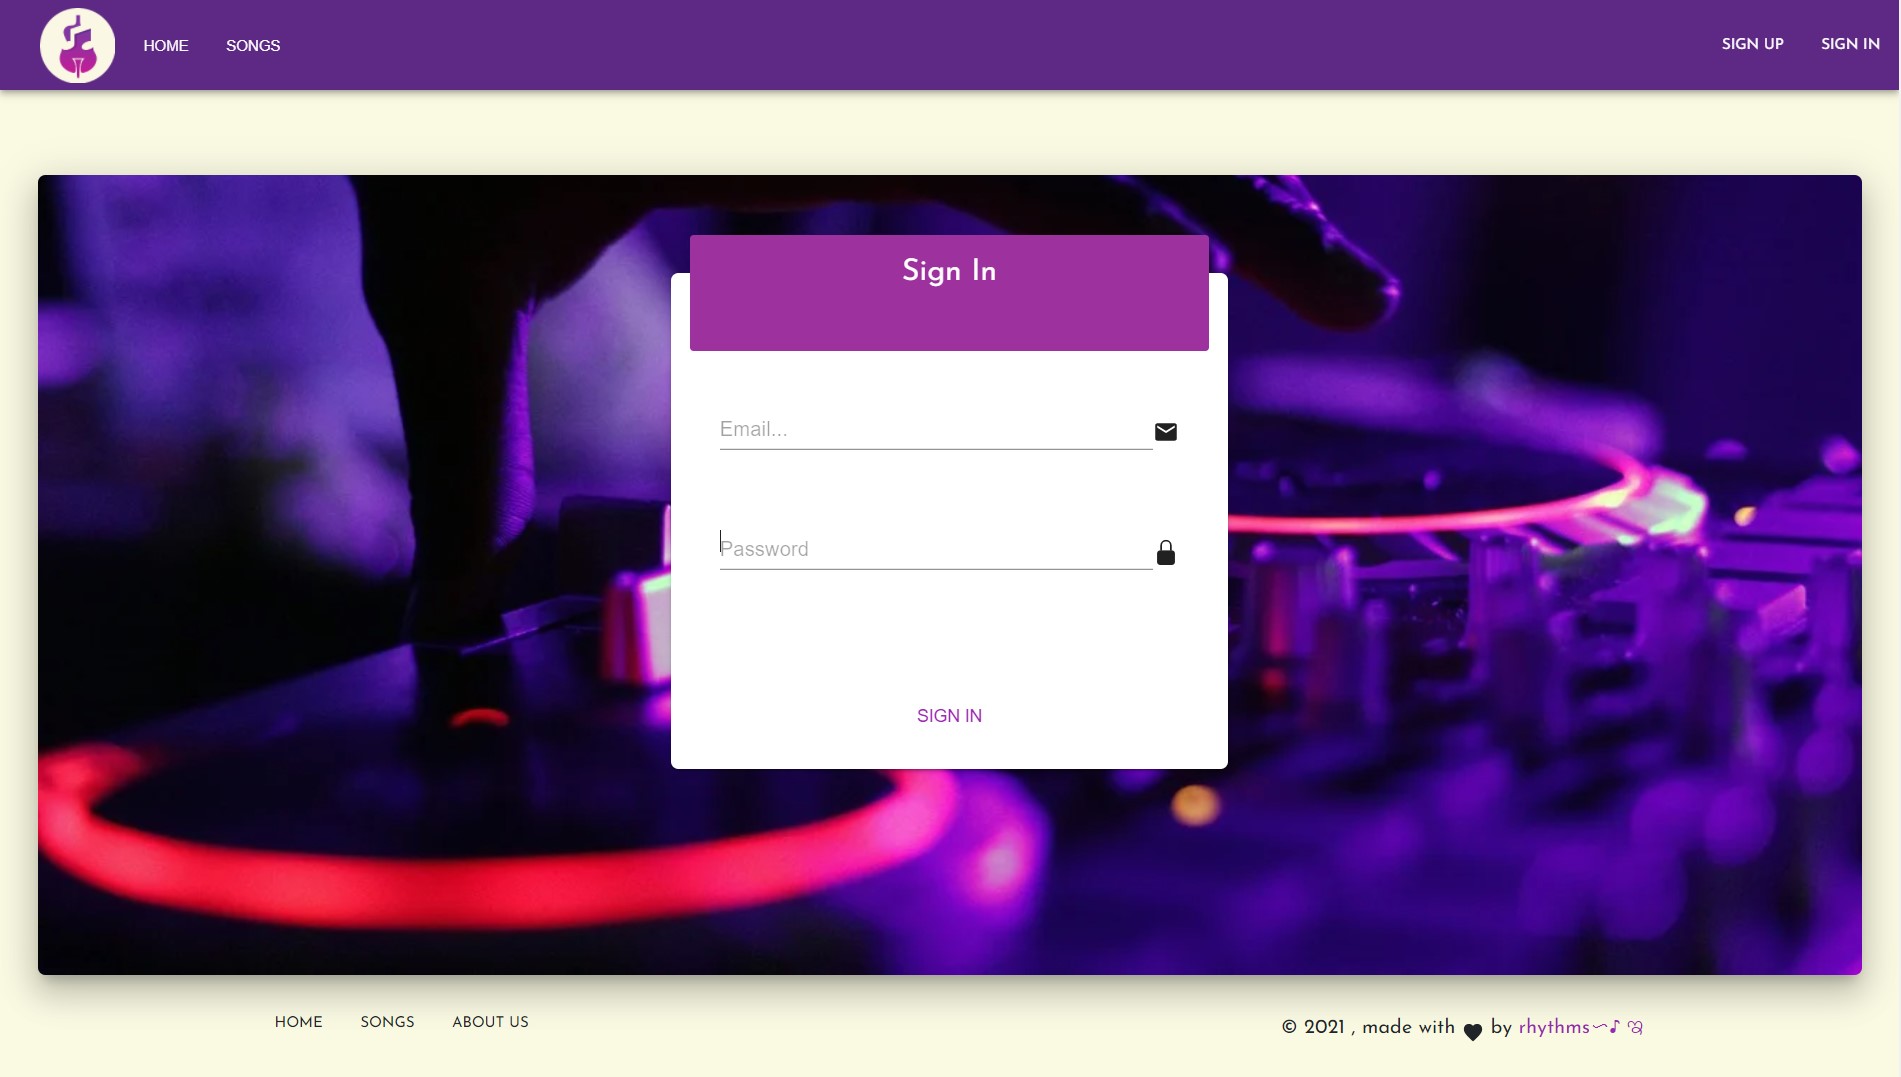 HOME SONGS SIGN UP SIGN IN
Sign In
Email...
Password
SIGN IN
HOME SONGS ABOUT US © 2021 , made with ♥ by rhythms